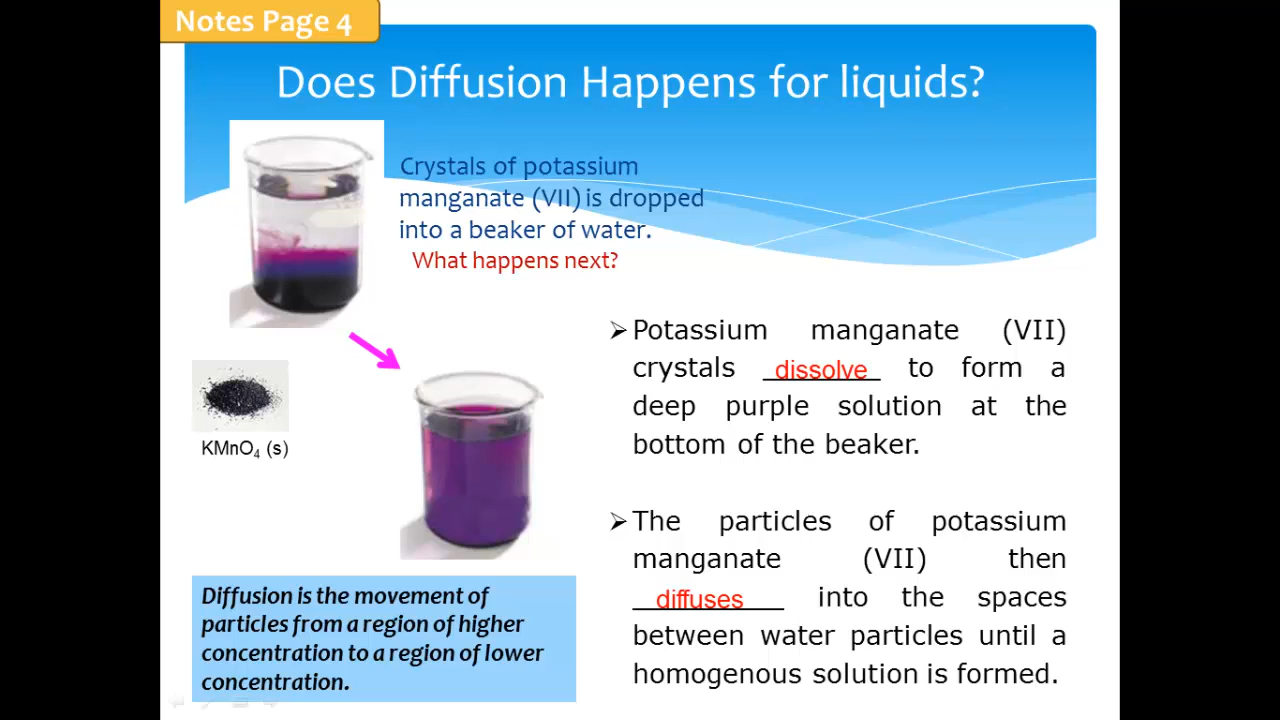 Notes Page 4
Does Diffusion Happens for liquids?
Crystals of potassium
manganate (VII) is dropped
into a beaker of water.
What happens next?
KMnO₄ (s)
Diffusion is the movement of
particles from a region of higher
concentration to a region of lower
concentration.
➢Potassium manganate (VII)
crystals dissolve to form a
deep purple solution at the
bottom of the beaker.
➢The particles of potassium
manganate (VII) then
diffuses into the spaces
between water particles until a
homogenous solution is formed.